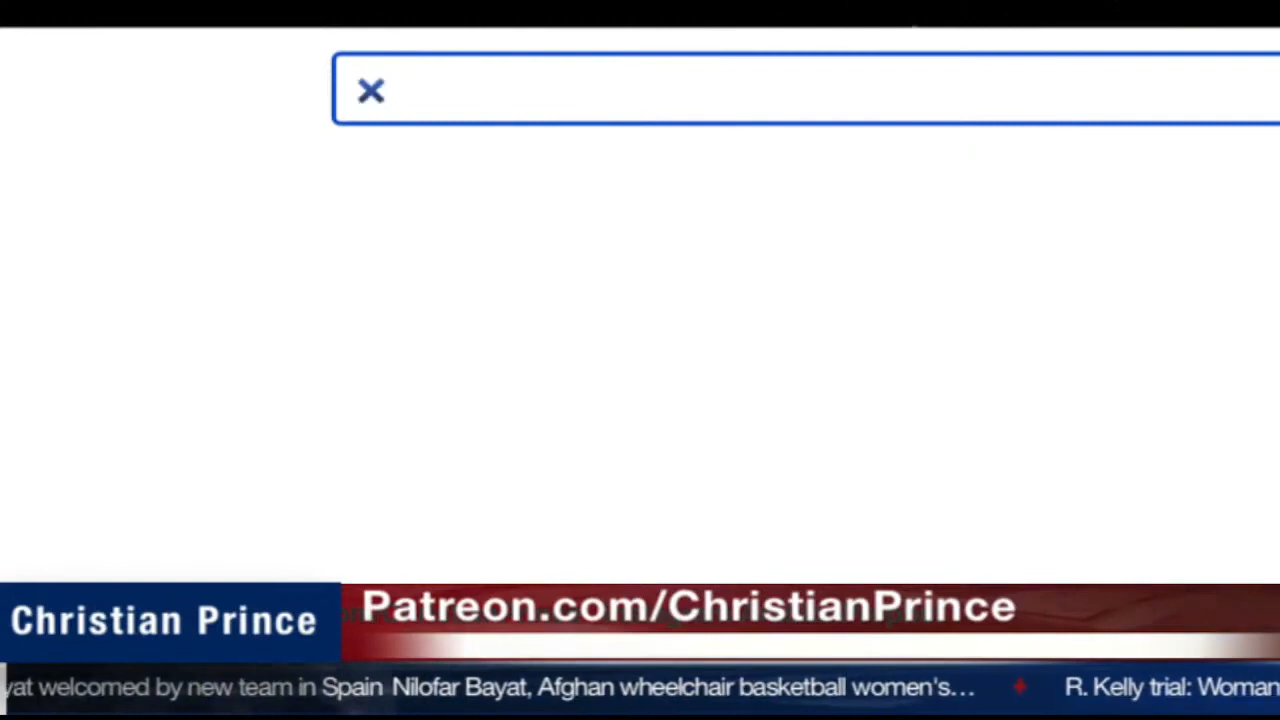 Christian Prince
Patreon.com/ChristianPrince
yat welcomed by new team in Spain Nilofar Bayat, Afghan wheelchair basketball women's... R. Kelly trial: Woman